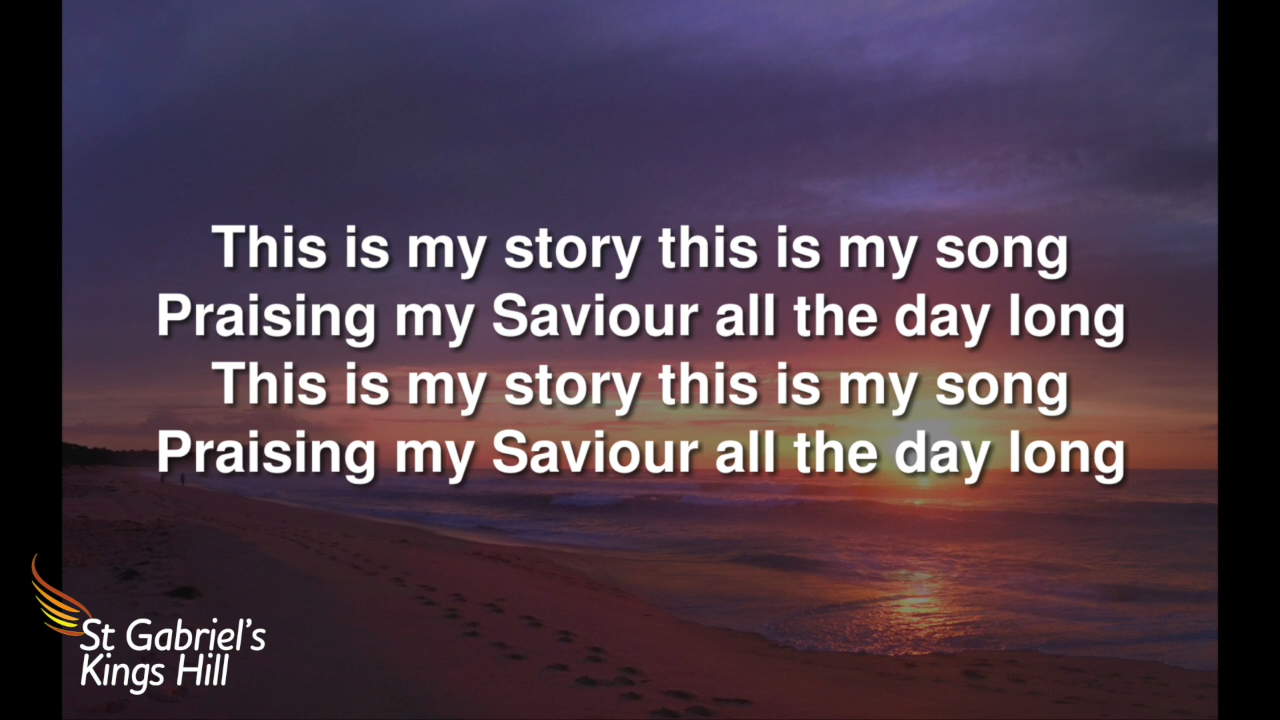 This is my story this is my song
Praising my Saviour all the day long
This is my story this is my song
Praising my Saviour all the day long
St Gabriel's
Kings Hill